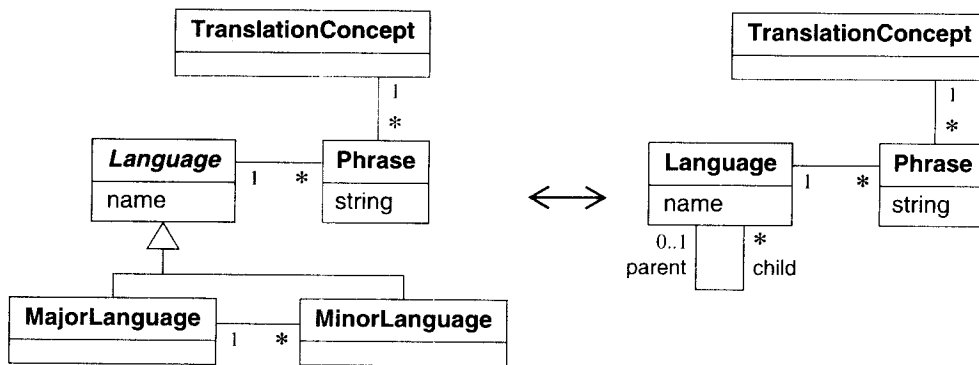 TranslationConcept
1
*
Language
name
1
*
Phrase
string
MajorLanguage
1
*
MinorLanguage
TranslationConcept
1
*
Language
name
1
*
Phrase
string
0..1
parent
*
child